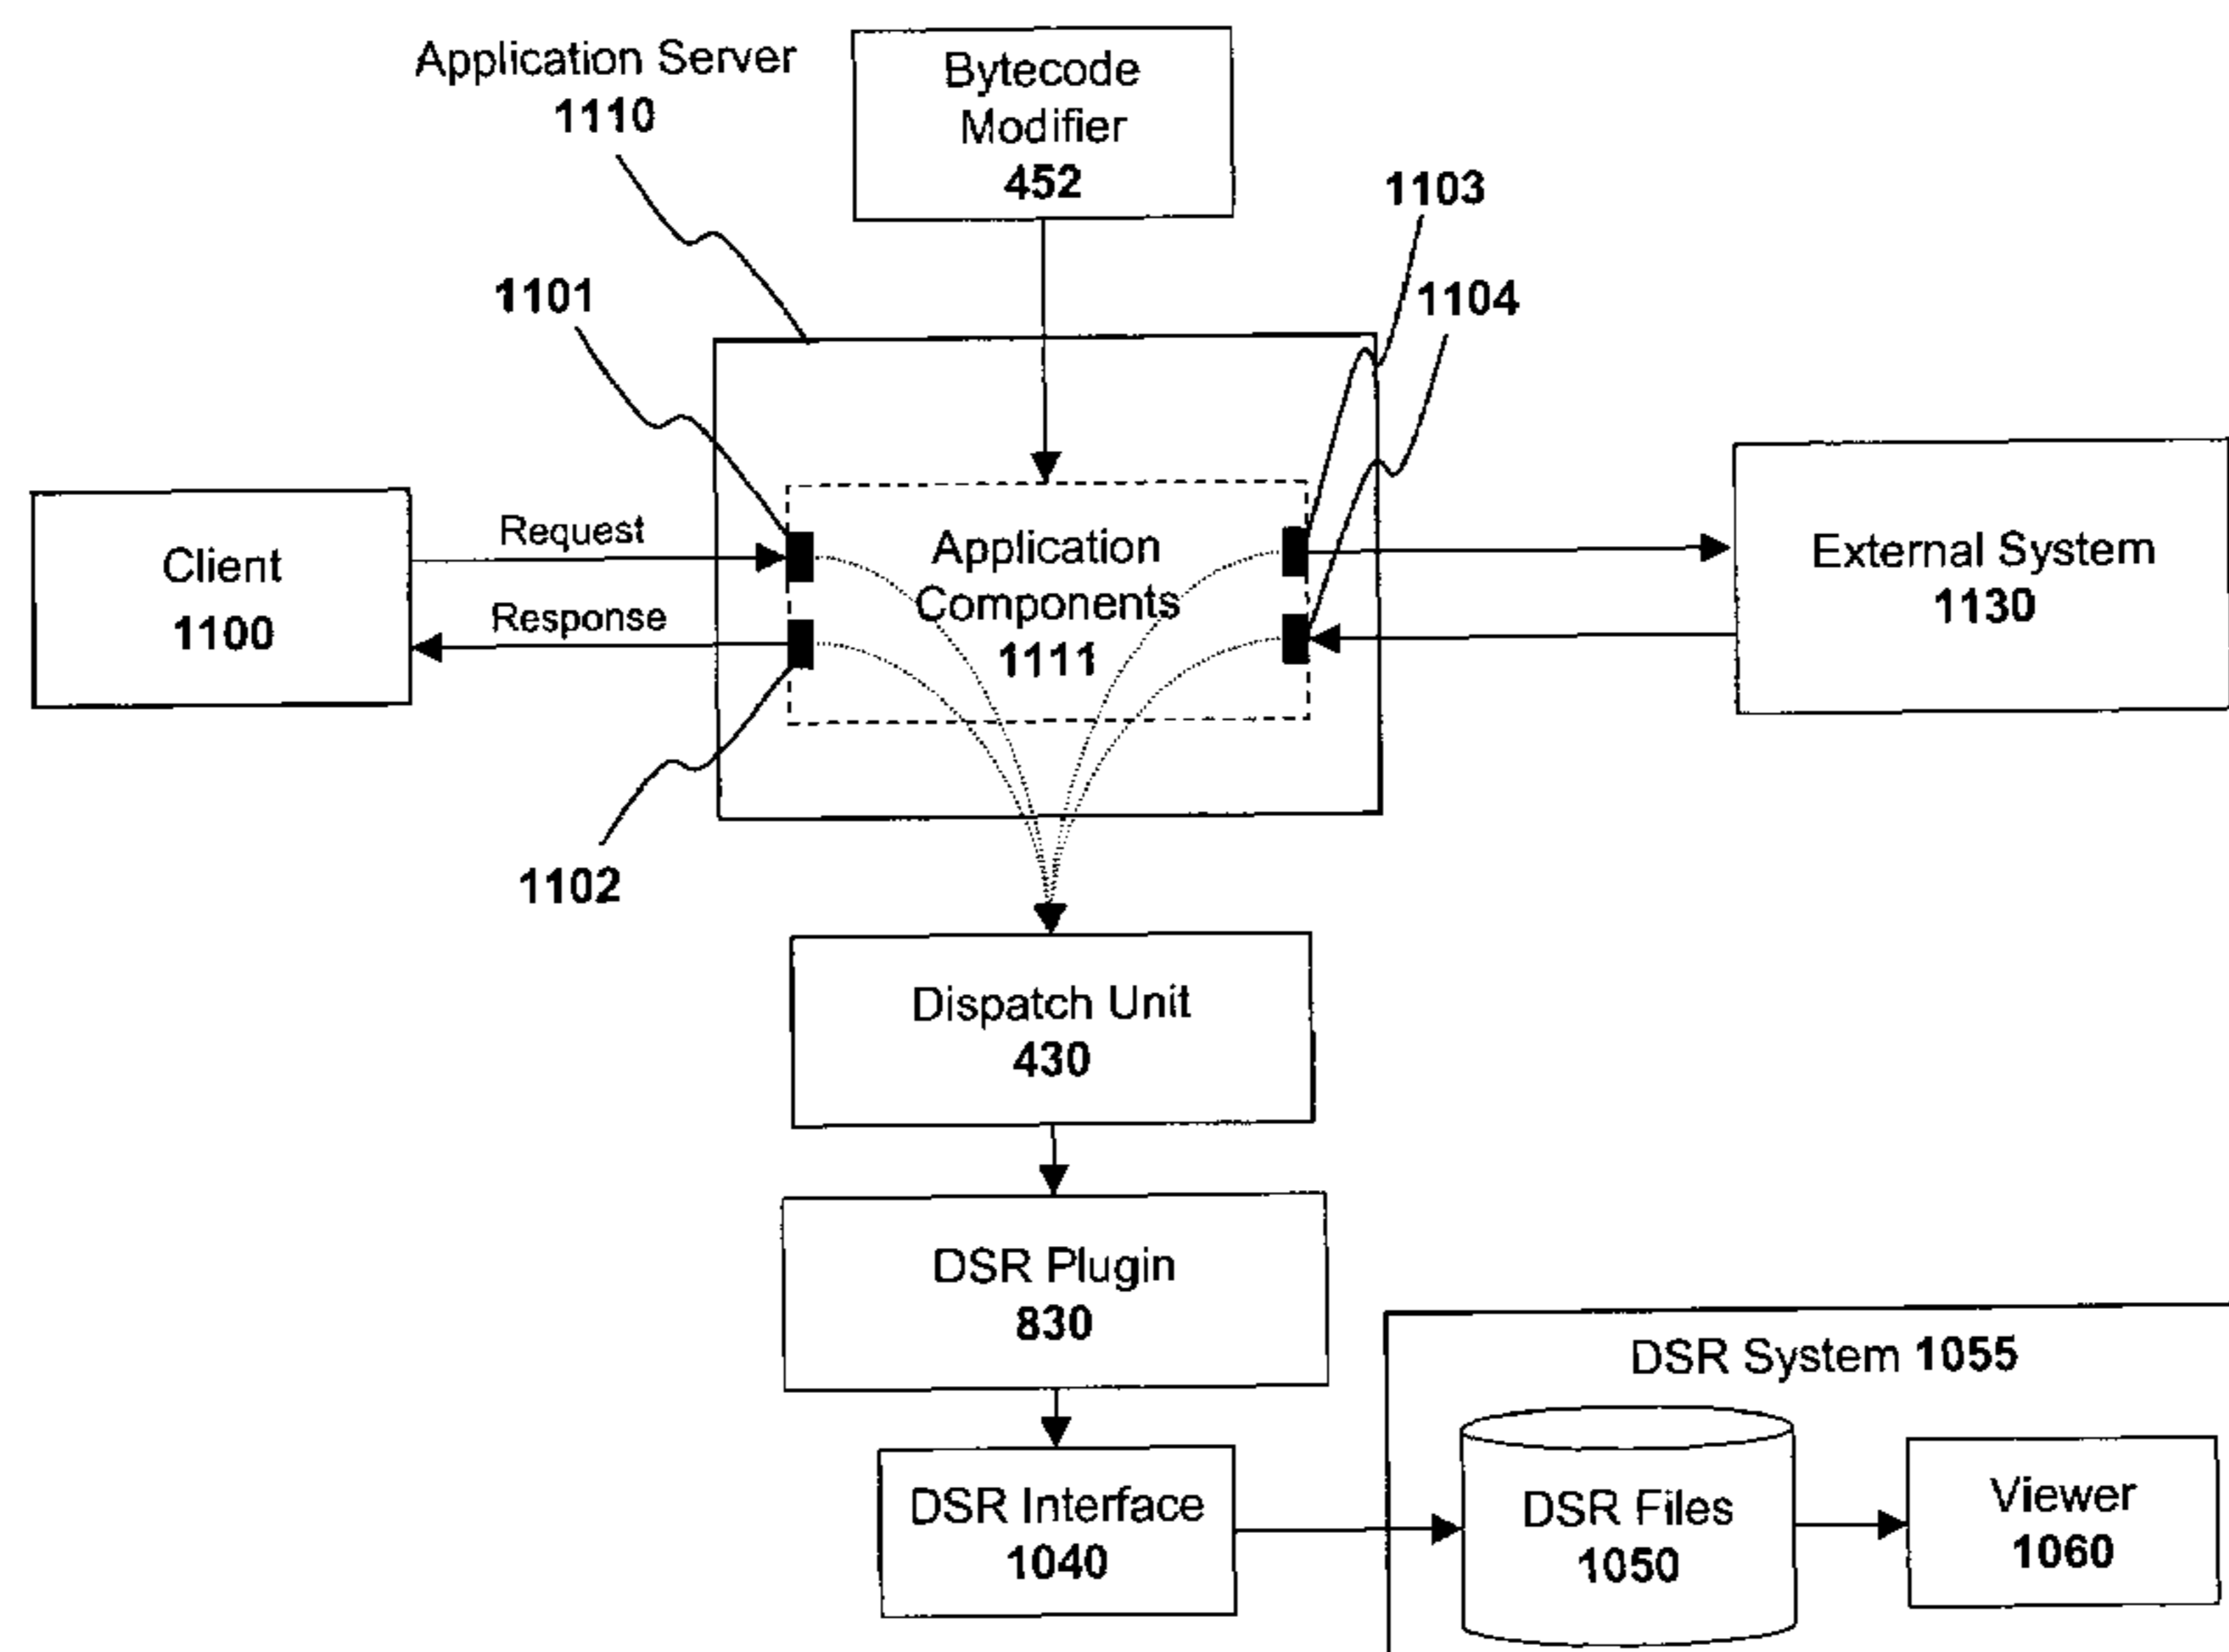 Application Server
1110
Bytecode
Modifier
452
1103
1101
1104
Client
1100
Request
Response
Application
Components
1111
External System
1130
1102
Dispatch Unit
430
DSR Plugin
830
DSR System 1055
DSR Interface
1040
DSR Files
1050
Viewer
1060